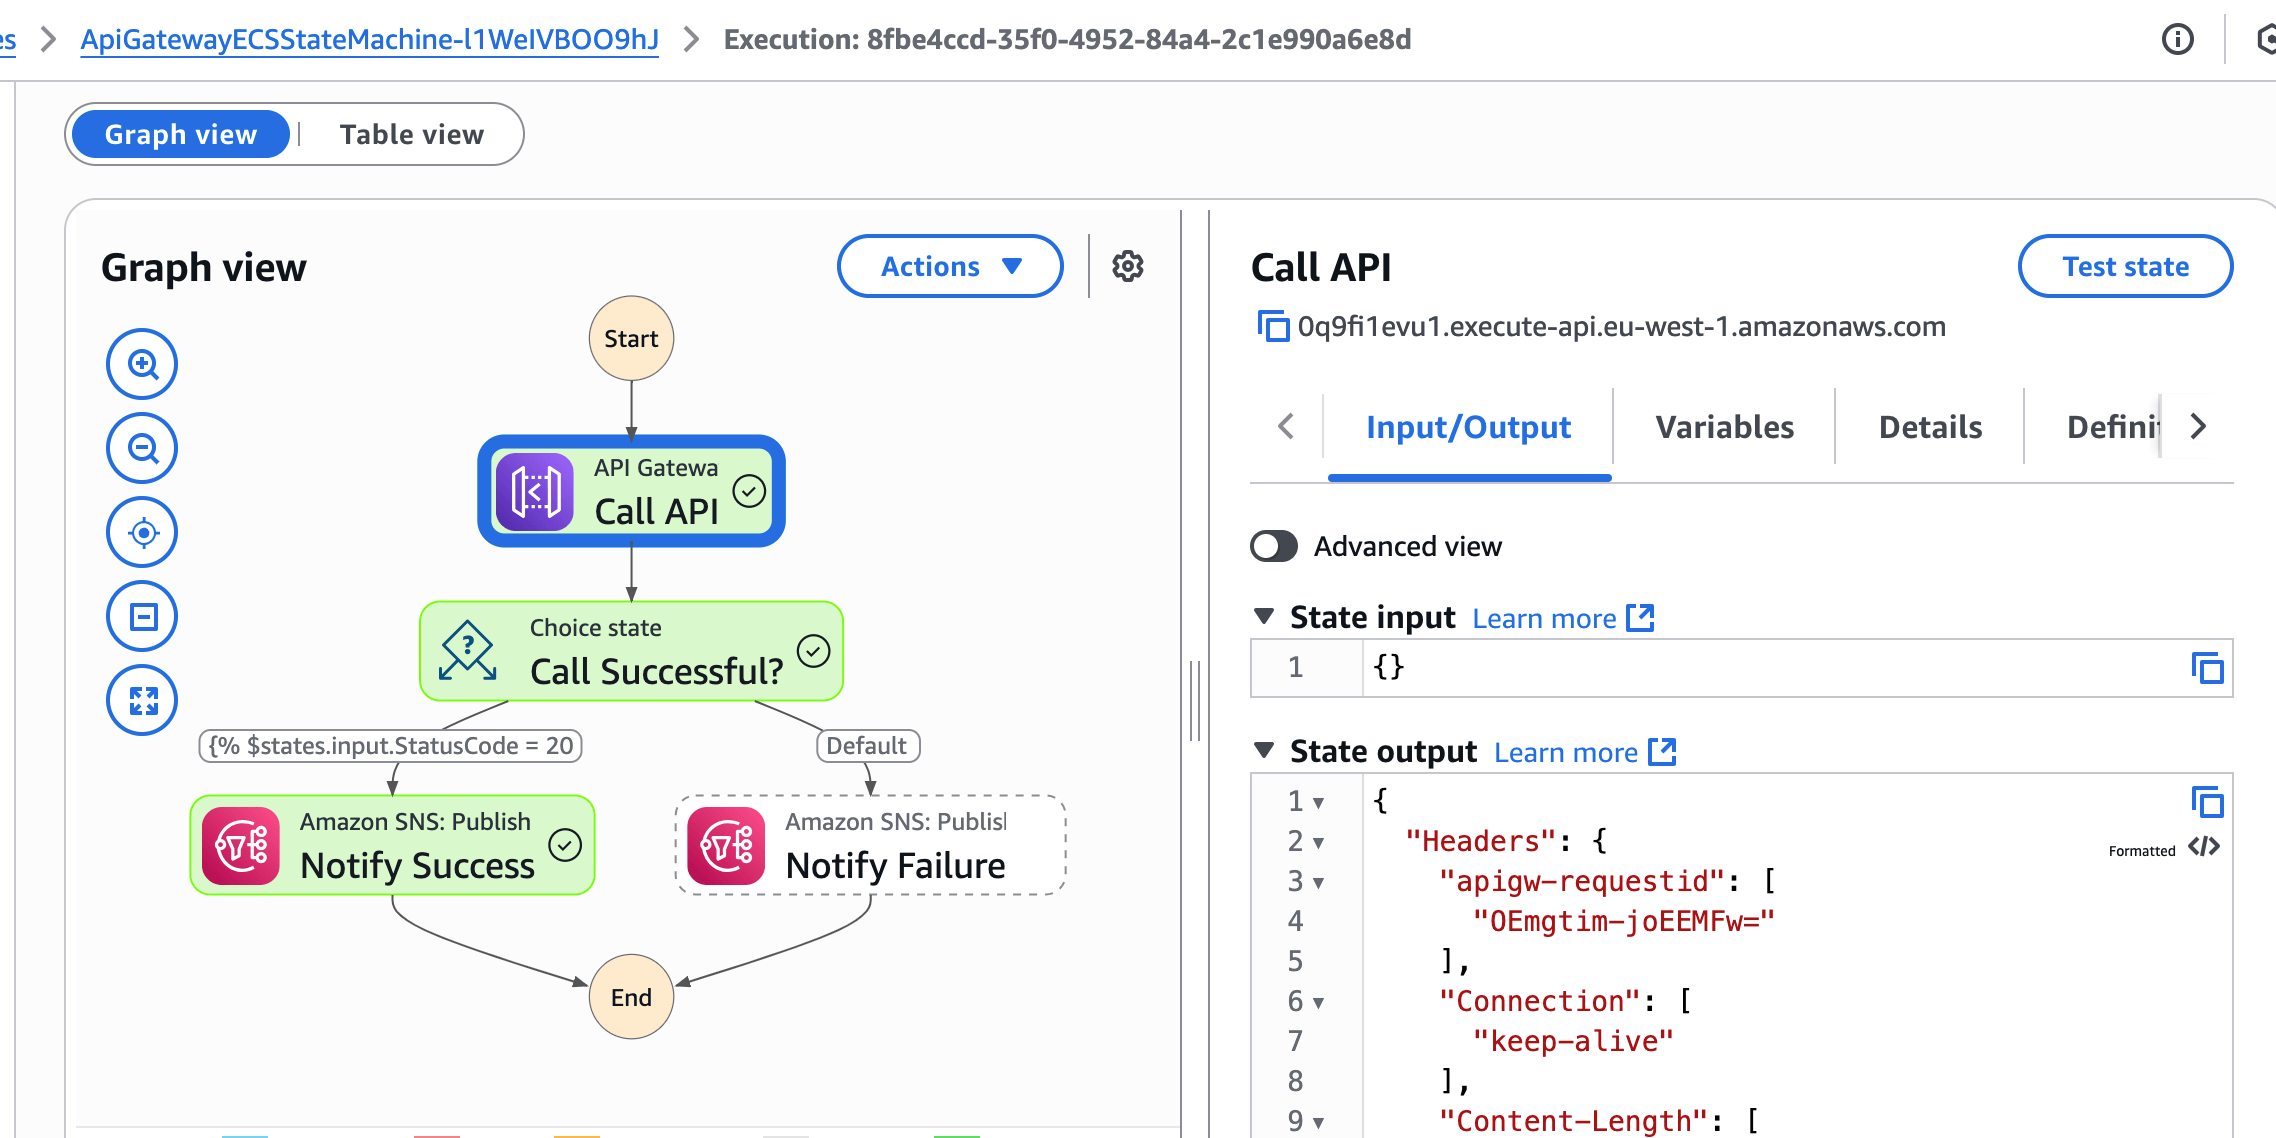 es > ApiGatewayECSStateMachine-l1WeIVBOO9hJ > Execution: 8fbe4ccd-35f0-4952-84a4-2c1e990a6e8d
Graph view | Table view
Graph view
Actions
Start
API Gatewa
Call API
Choice state
Call Successful?
{% $states.input.StatusCode = 20
Default
Amazon SNS: Publish
Notify Success
Amazon SNS: Publish
Notify Failure
End
Call API
Test state
0q9fi1evu1.execute-api.eu-west-1.amazonaws.com
Input/Output
Variables
Details
Defini
Advanced view
State input Learn more
1 {}
State output Learn more
Formatted
1 {
2 "Headers": {
3 "apigw-requestid": [
4 "OEmgtim-joEEMFw="
5 ],
6 "Connection": [
7 "keep-alive"
8 ],
9 "Content-Length": [